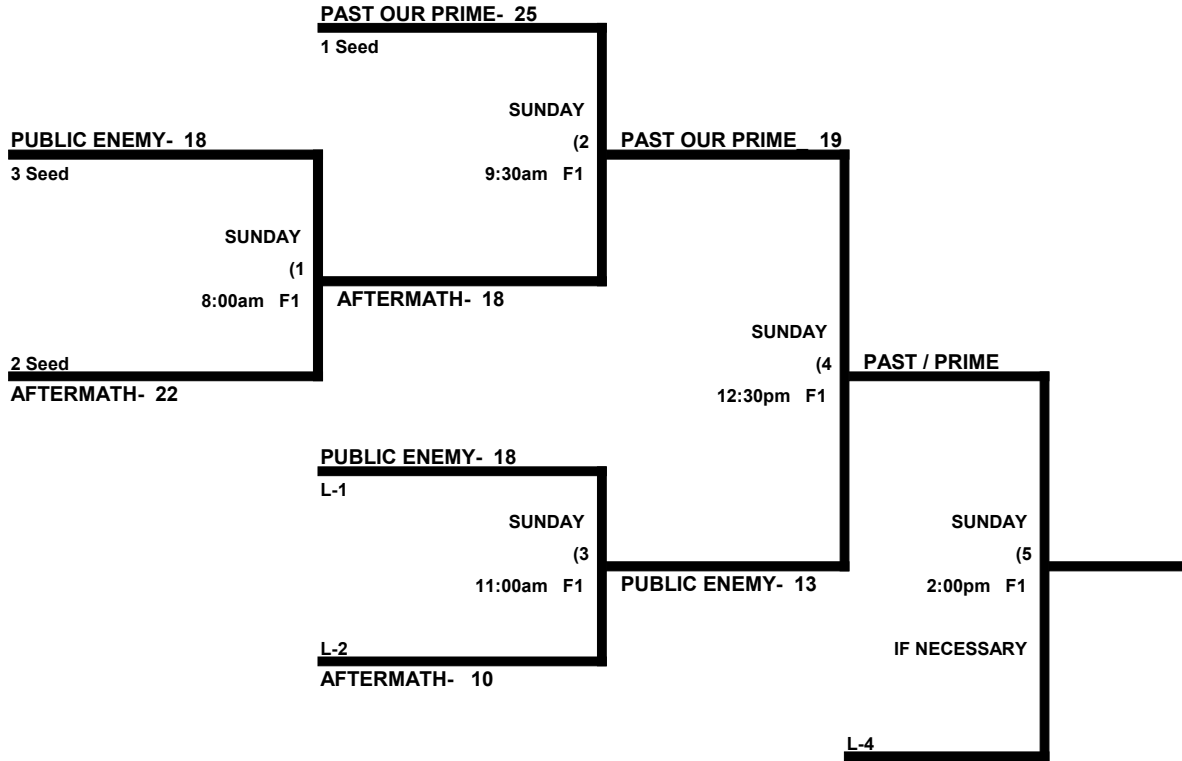 PAST OUR PRIME- 25
1 Seed
SUNDAY
(2
9:30am F1
PUBLIC ENEMY- 18
3 Seed
PAST OUR PRIME_ 19
SUNDAY
(1
8:00am F1
AFTERMATH- 18
2 Seed
AFTERMATH- 22
SUNDAY
(4
12:30pm F1
PAST / PRIME
PUBLIC ENEMY- 18
L-1
SUNDAY
(3
11:00am F1
PUBLIC ENEMY- 13
L-2
AFTERMATH- 10
SUNDAY
(5
2:00pm F1
IF NECESSARY
L-4